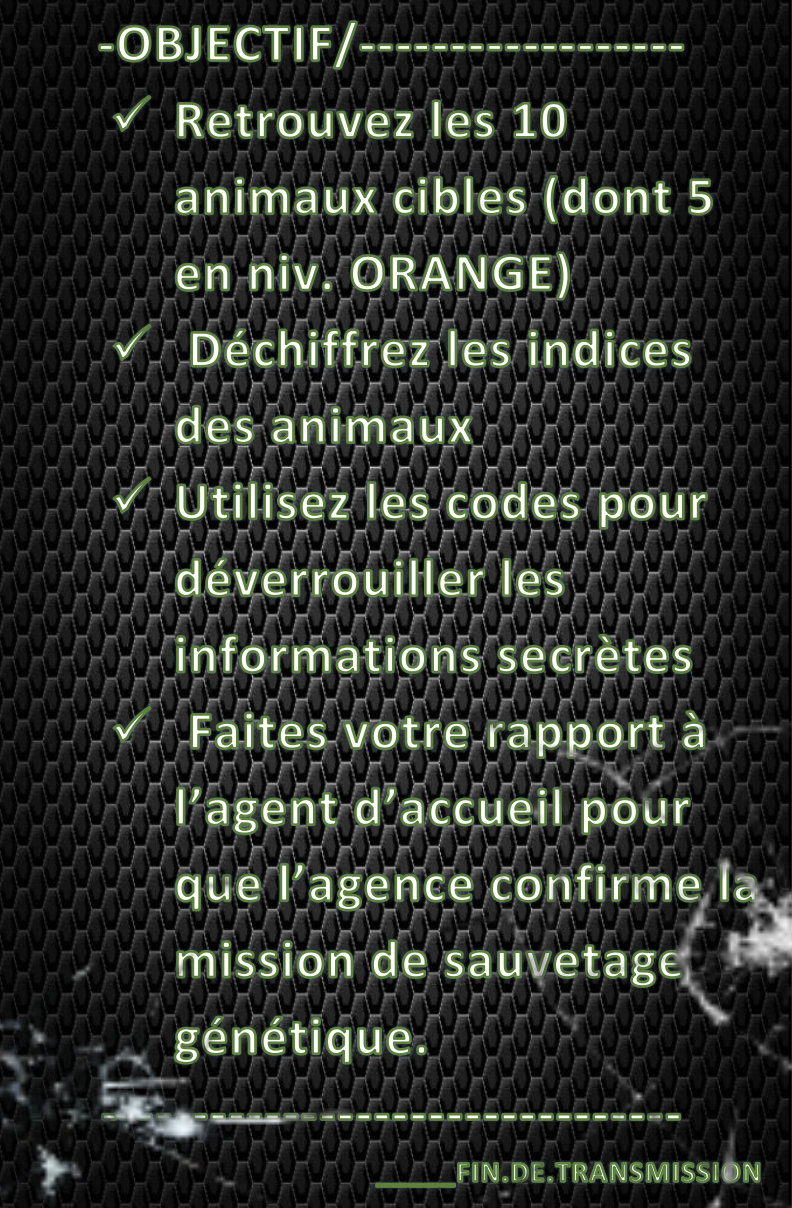 -OBJECTIF/------------------
✓ Retrouvez les 10
animaux cibles (dont 5
en niv. ORANGE)
✓ Déchiffrez les indices
des animaux
✓ Utilisez les codes pour
déverrouiller les
informations secrètes
✓ Faites votre rapport à
l’agent d’accueil pour
que l’agence confirme la
mission de sauvetage
génétique.
--------------------------------
_____FIN.DE.TRANSMISSION